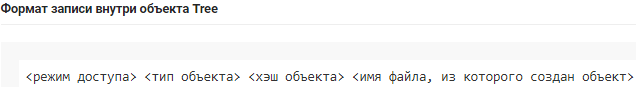 Формат записи внутри объекта Tree
<режим доступа> <тип объекта> <хэш объекта> <имя файла, из которого создан объект>